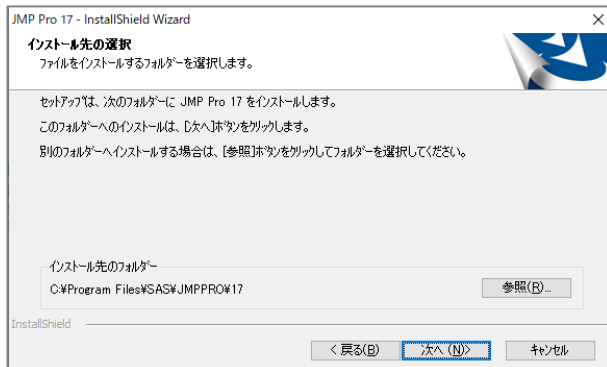 JMP Pro 17 - InstallShield Wizard
インストール先の選択
ファイルをインストールするフォルダーを選択します。
セットアップは、次のフォルダーに JMP Pro 17 をインストールします。
このフォルダーへのインストールは、[次へ]ボタンをクリックします。
別のフォルダーへインストールする場合は、[参照]ボタンをクリックしてフォルダーを選択してください。
インストール先のフォルダー
C:¥Program Files¥SAS¥JMPPRO¥17
参照(R)...
InstallShield
< 戻る(B)
次へ (N)>
キャンセル